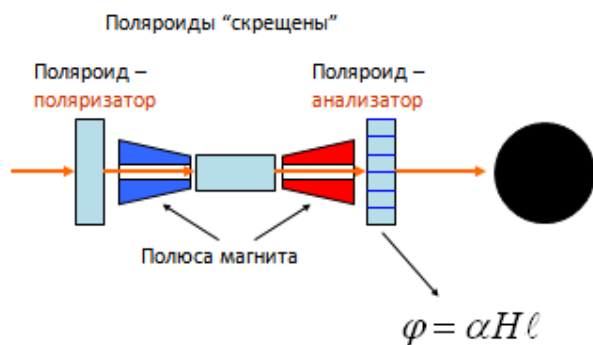 Поляроиды “скрещены”
Поляроид –
поляризатор
Поляроид –
анализатор
Полюса магнита
φ = αHℓ